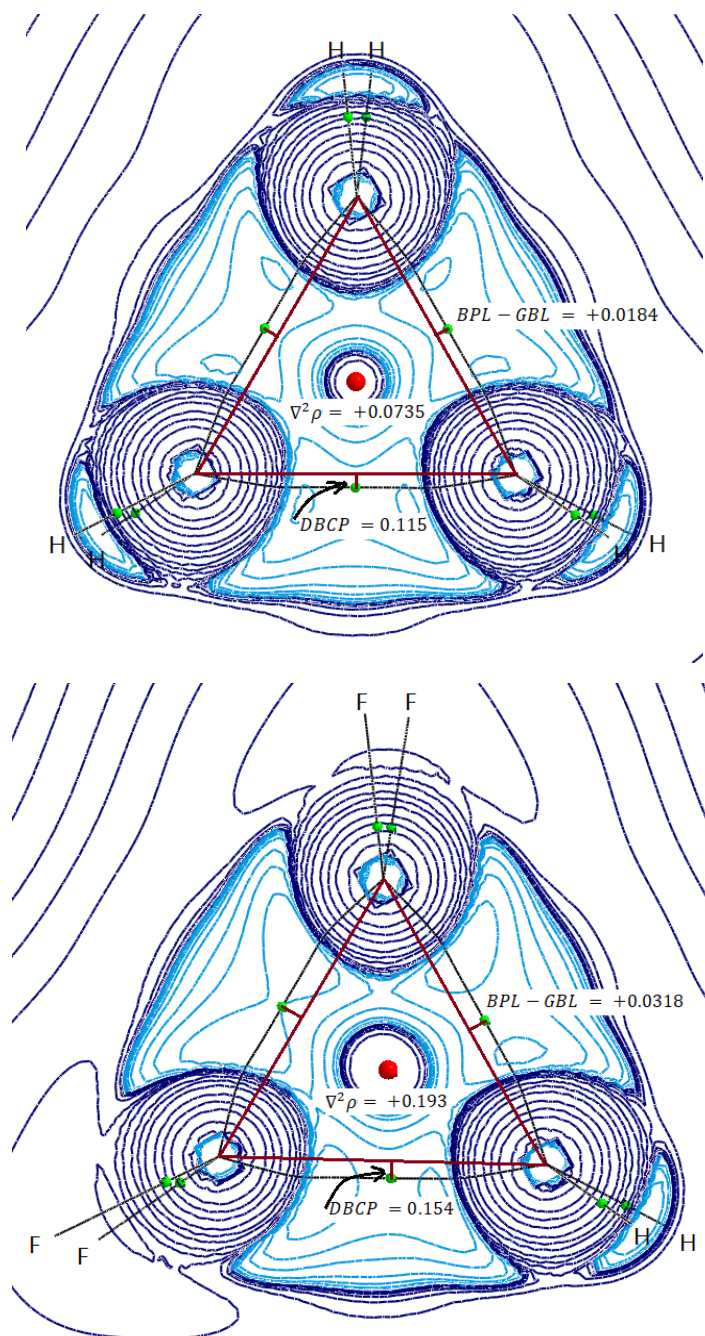 H H
BPL − GBL = +0.0184
∇²ρ = +0.0735
DBCP = 0.115
H H
H H
F F
BPL − GBL = +0.0318
∇²ρ = +0.193
DBCP = 0.154
F F H H